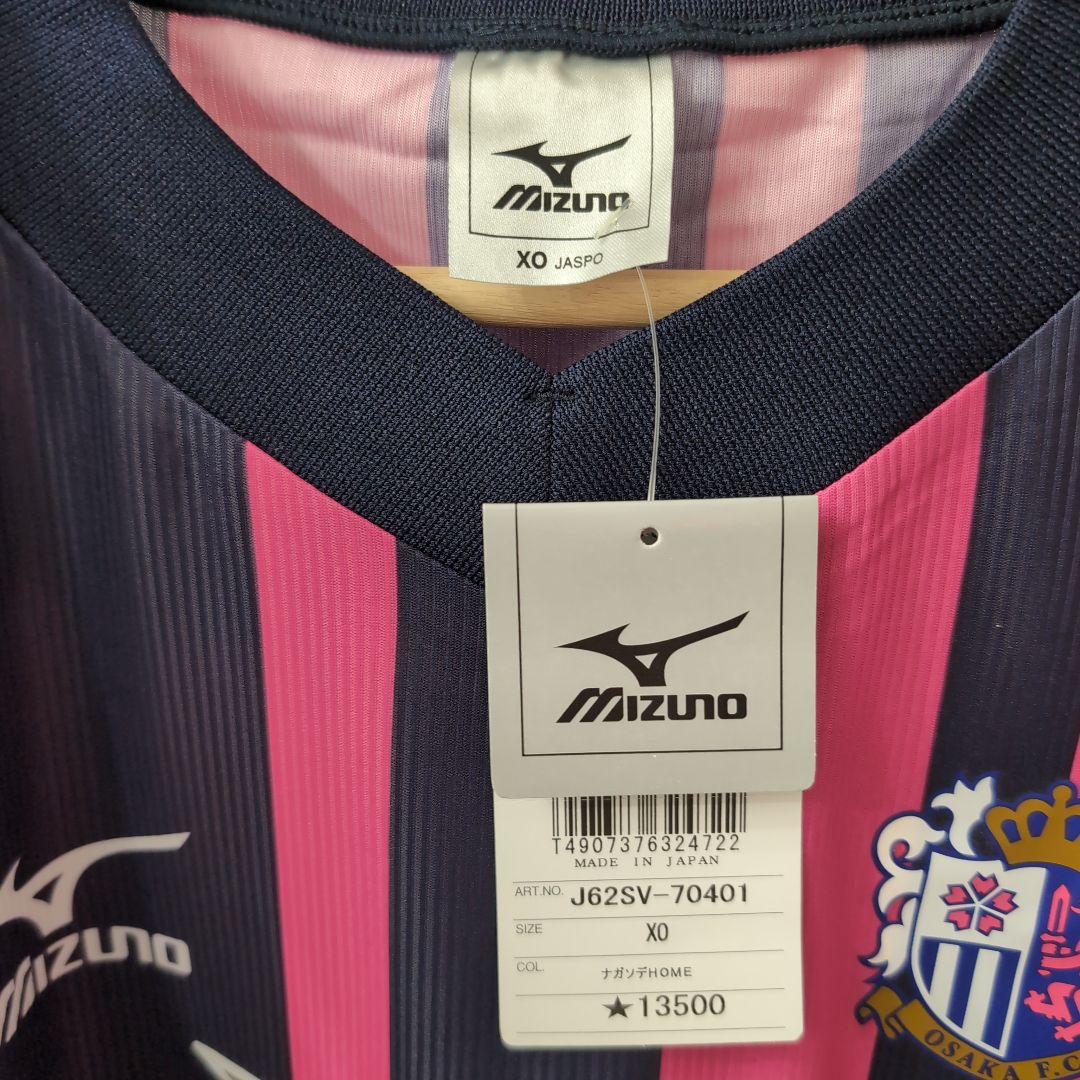 MIZUNO
XO JASPO
MIZUNO
T4907376324722
MADE IN JAPAN
ART.NO. J62SV-70401
SIZE XO
COL. ナガソデHOME
★13500
MIZUNO
OSAKA F.C